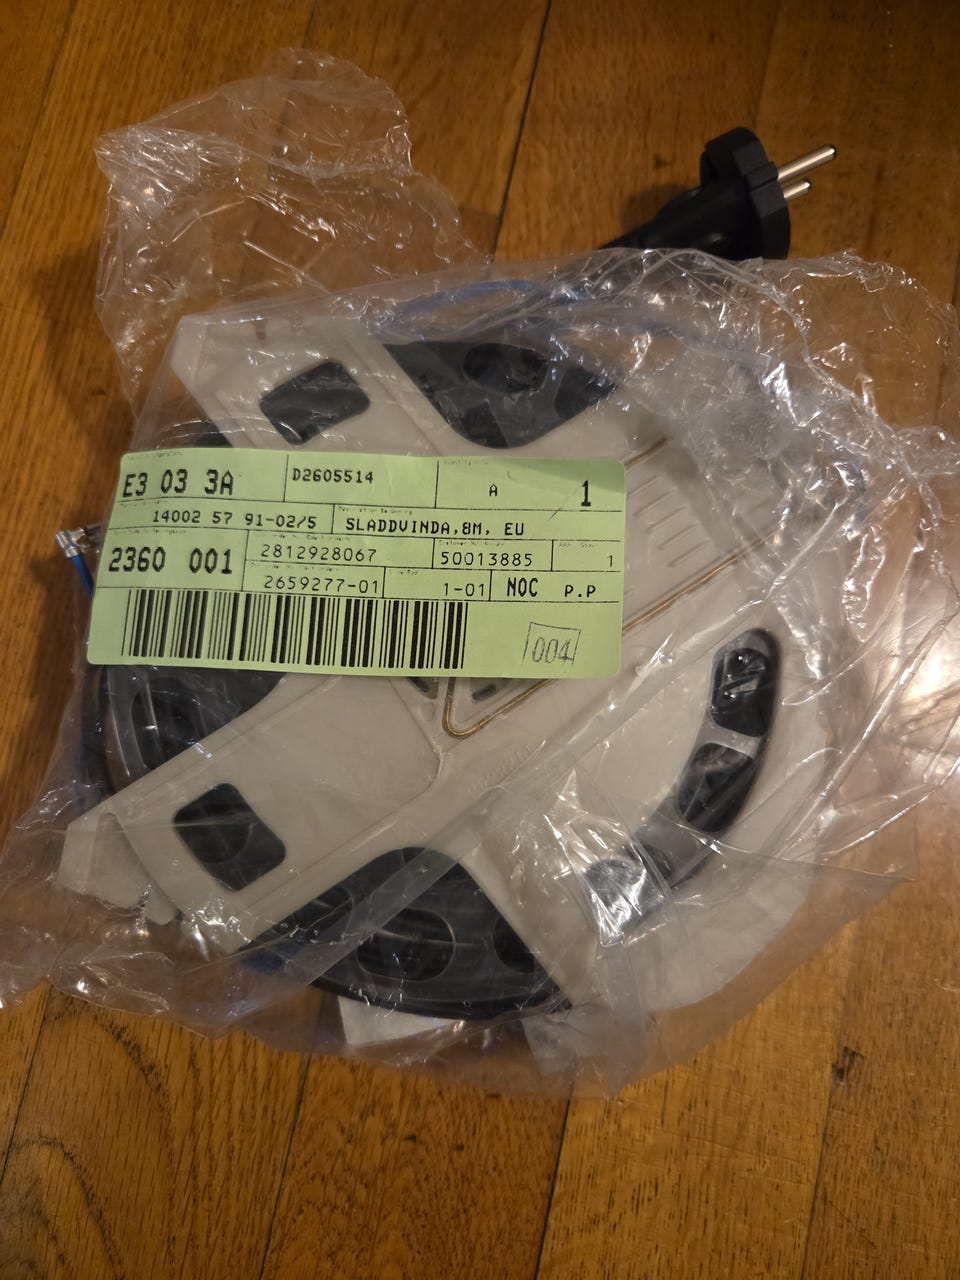 E3 03 3A
D2605514
A
1
14002 57 91-02/5
SLADDVINDA,8M, EU
2360 001
2812928067
50013885
1
2659277-01
1-01
NOC
P.P
004